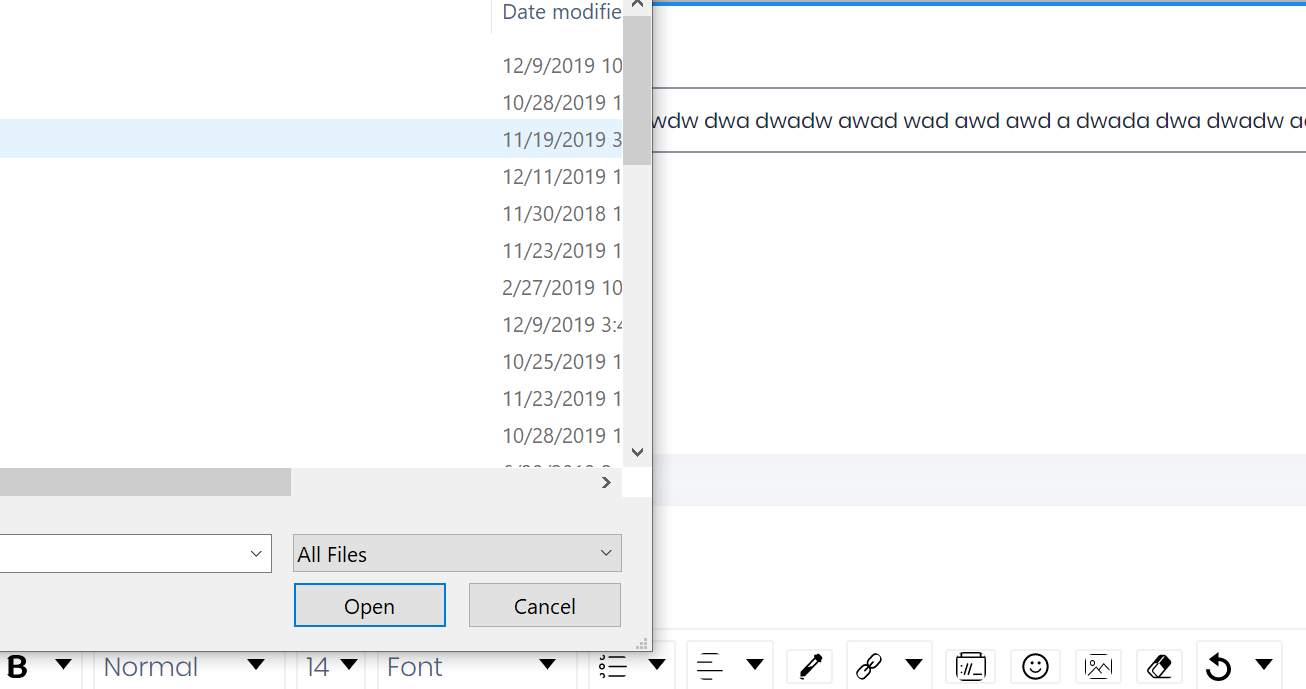 Date modifie
12/9/2019 10
10/28/2019 1
wdw dwa dwadw awad wad awd awd a dwada dwa dwadw a
11/19/2019 3
12/11/2019 1
11/30/2018 1
11/23/2019 1
2/27/2019 10
12/9/2019 3:4
10/25/2019 1
11/23/2019 1
10/28/2019 1
All Files
Open Cancel
B Normal 14 Font